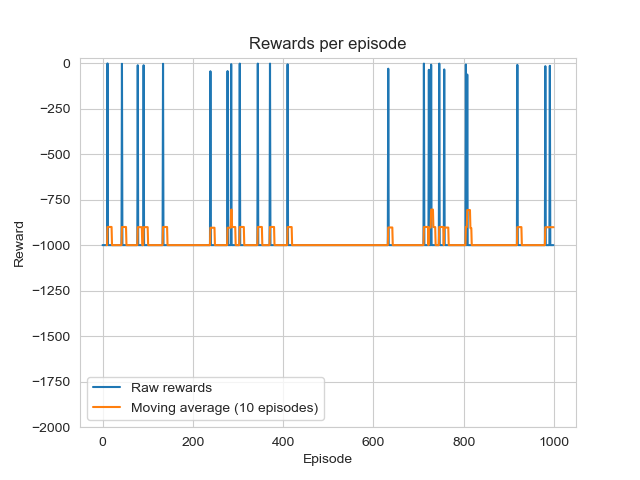 Rewards per episode
0
−250
−500
−750
−1000
−1250
−1500
−1750
−2000
Reward
Raw rewards
Moving average (10 episodes)
0 200 400 600 800 1000
Episode